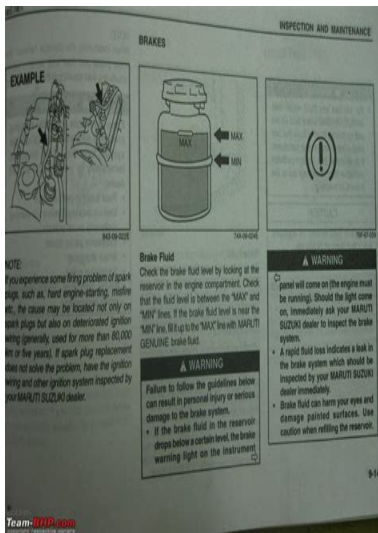 INSPECTION AND MAINTENANCE
EXAMPLE
NOTE:
If you experience some firing problem of spark
plugs, such as, hard engine-starting, misfire
etc., the cause may be located not only on
spark plugs but also on deteriorated ignition
wiring (generally, used for more than 80,000
km or five years). If spark plug replacement
does not solve the problem, have the ignition
wiring and other ignition system inspected by
your MARUTI SUZUKI dealer.
BRAKES
MAX
MAX
MIN
Brake Fluid
Check the brake fluid level by looking at the
reservoir in the engine compartment. Check
that the fluid level is between the "MAX" and
"MIN" lines. If the brake fluid level is near the
"MIN" line, fill it up to the "MAX" line with MARUTI
GENUINE brake fluid.
WARNING
Failure to follow the guidelines below
can result in personal injury or serious
damage to the brake system.
• If the brake fluid in the reservoir
drops below a certain level, the brake
warning light on the instrument
WARNING
panel will come on (the engine must
be running). Should the light come
on, immediately ask your MARUTI
SUZUKI dealer to inspect the brake
system.
• A rapid fluid loss indicates a leak in
the brake system which should be
inspected by your MARUTI SUZUKI
dealer immediately.
• Brake fluid can harm your eyes and
damage painted surfaces. Use
caution when refilling the reservoir.
Team-BHP.com